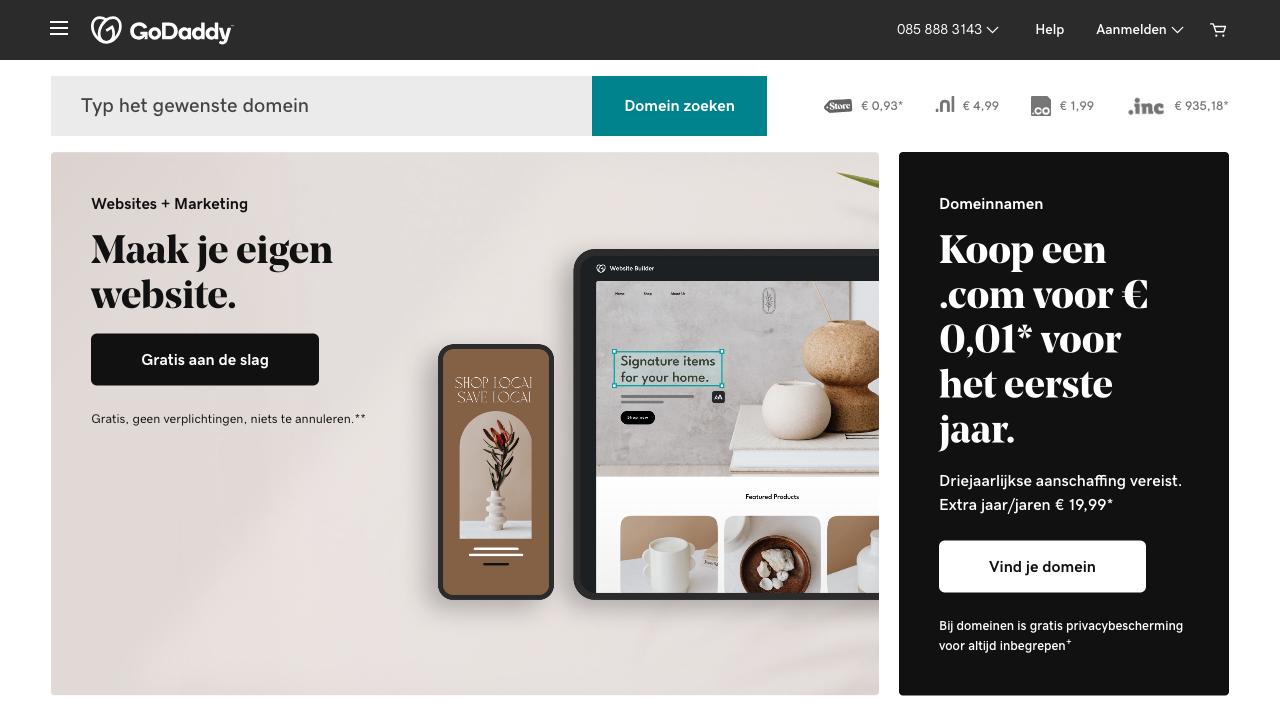 GoDaddy
085 888 3143
Help
Aanmelden
Typ het gewenste domein
Domein zoeken
Store
€ 0,93*
.nl
€ 4,99
.co
€ 1,99
.inc
€ 935,18*
Websites + Marketing
Maak je eigen
website.
Gratis aan de slag
Gratis, geen verplichtingen, niets te annuleren.**
SHOP LOCAL
SAVE LOCAL
Website Builder
Home
Shop
About Us
Signature items
for your home.
AA
Shop now
Featured Products
Domeinnamen
Koop een
.com voor €
0,01* voor
het eerste
jaar.
Driejaarlijkse aanschaffing vereist.
Extra jaar/jaren € 19,99*
Vind je domein
Bij domeinen is gratis privacybescherming
voor altijd inbegrepen⁺